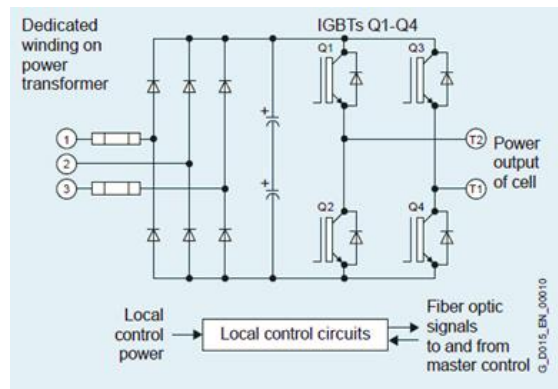 Dedicated
winding on
power
transformer
IGBTs Q1-Q4
Q1
Q3
+
1
2
3
T2
Power
output
of cell
T1
+
Q2
Q4
Local
control
power
Local control circuits
Fiber optic
signals
to and from
master control
G_D015_EN_00010